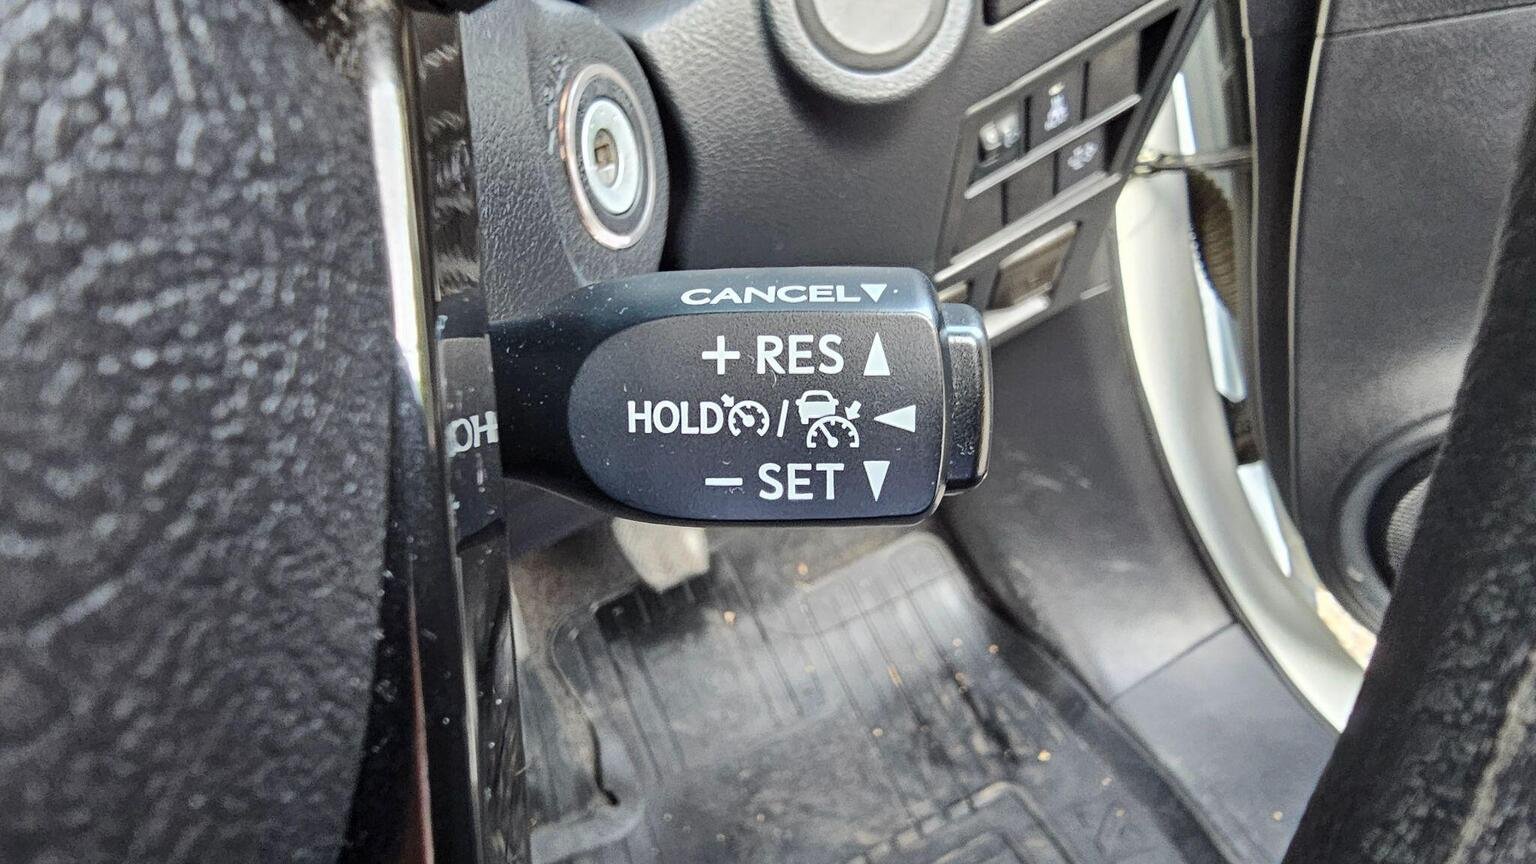 CANCEL▼
+ RES ▲
HOLD / ◀
− SET ▼